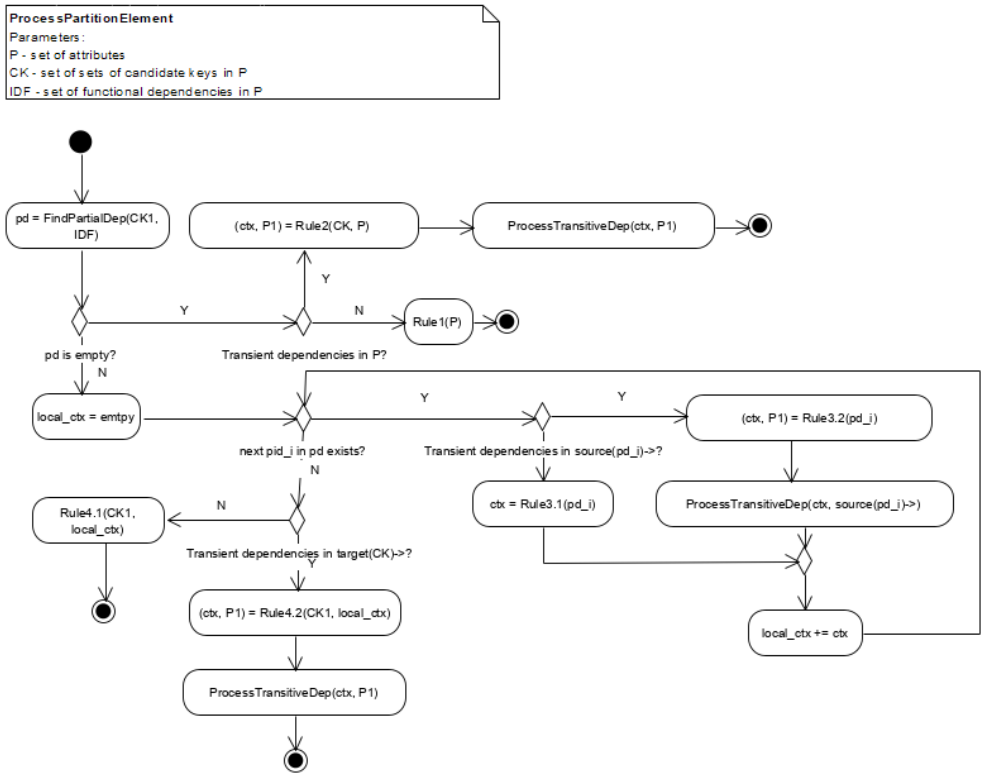 ProcessPartitionElement
Parameters:
P - set of attributes
CK - set of sets of candidate keys in P
IDF - set of functional dependencies in P
pd = FindPartialDep(CK1,
IDF)
(ctx, P1) = Rule2(CK, P)
ProcessTransitiveDep(ctx, P1)
Y
Y
N
Rule1(P)
pd is empty?
Transient dependencies in P?
N
local_ctx = emtpy
Y
Y
(ctx, P1) = Rule3.2(pd_i)
next pid_i in pd exists?
Transient dependencies in source(pd_i)->?
N
ctx = Rule3.1(pd_i)
ProcessTransitiveDep(ctx, source(pd_i)->)
N
Rule4.1(CK1,
local_ctx)
Transient dependencies in target(CK)->?
Y
(ctx, P1) = Rule4.2(CK1, local_ctx)
local_ctx += ctx
ProcessTransitiveDep(ctx, P1)